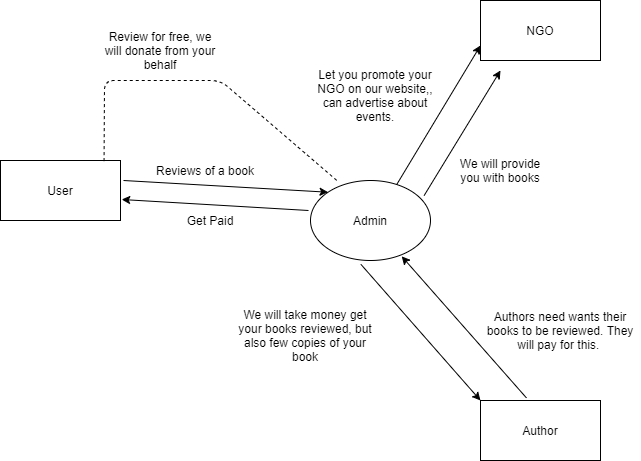 Review for free, we
will donate from your
behalf
NGO
Let you promote your
NGO on our website,,
can advertise about
events.
We will provide
you with books
User
Reviews of a book
Get Paid
Admin
We will take money get
your books reviewed, but
also few copies of your
book
Authors need wants their
books to be reviewed. They
will pay for this.
Author